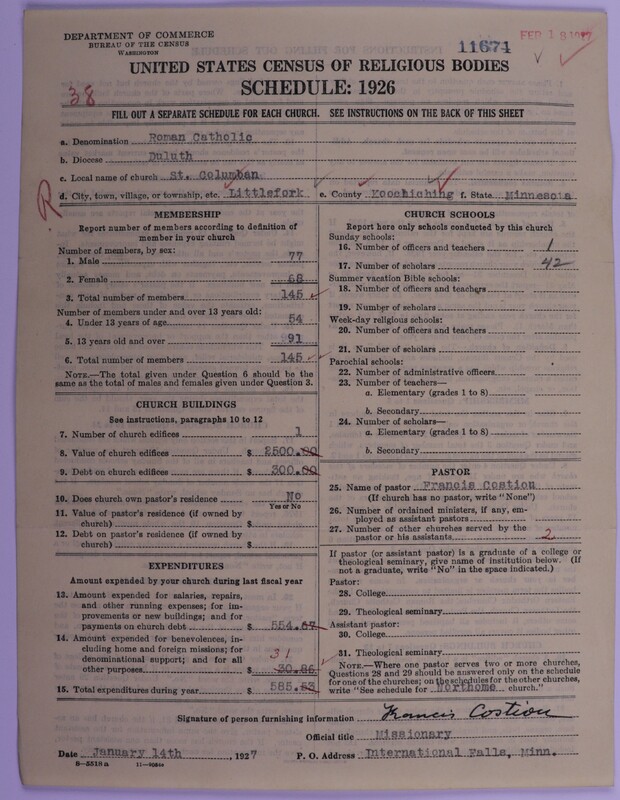 DEPARTMENT OF COMMERCE
BUREAU OF THE CENSUS
WASHINGTON
11674
FEB 18 1927
UNITED STATES CENSUS OF RELIGIOUS BODIES
SCHEDULE: 1926
38
FILL OUT A SEPARATE SCHEDULE FOR EACH CHURCH. SEE INSTRUCTIONS ON THE BACK OF THIS SHEET
a. Denomination Roman Catholic
b. Diocese Duluth
c. Local name of church St. Columban
d. City, town, village, or township, etc. Littlefork e. County Koochiching f. State Minnesota
R
MEMBERSHIP
Report number of members according to definition of
member in your church
Number of members, by sex:
1. Male 77
2. Female 68
3. Total number of members 145
Number of members under and over 13 years old:
4. Under 13 years of age 54
5. 13 years old and over 91
6. Total number of members 145
NOTE.—The total given under Question 6 should be the
same as the total of males and females given under Question 3.
CHURCH BUILDINGS
See instructions, paragraphs 10 to 12
7. Number of church edifices 1
8. Value of church edifices $ 2500.00
9. Debt on church edifices $ 300.00
10. Does church own pastor's residence No
Yes or No
11. Value of pastor's residence (if owned by
church) $
12. Debt on pastor's residence (if owned by
church) $
EXPENDITURES
Amount expended by your church during last fiscal year
13. Amount expended for salaries, repairs,
and other running expenses; for im-
provements or new buildings; and for
payments on church debt $ 554.87
14. Amount expended for benevolences, in-
cluding home and foreign missions; for
denominational support; and for all
other purposes $ 30.96
31
15. Total expenditures during year $ 585.83
CHURCH SCHOOLS
Report here only schools conducted by this church
Sunday schools:
16. Number of officers and teachers 1
17. Number of scholars 42
Summer vacation Bible schools:
18. Number of officers and teachers
19. Number of scholars
Week-day religious schools:
20. Number of officers and teachers
21. Number of scholars
Parochial schools:
22. Number of administrative officers
23. Number of teachers—
a. Elementary (grades 1 to 8)
b. Secondary
24. Number of scholars—
a. Elementary (grades 1 to 8)
b. Secondary
PASTOR
25. Name of pastor Francis Costiou
(If church has no pastor, write "None")
26. Number of ordained ministers, if any, em-
ployed as assistant pastors
27. Number of other churches served by the
pastor or his assistants 2
If pastor (or assistant pastor) is a graduate of a college or
theological seminary, give name of institution below. (If
not a graduate, write "No" in the space indicated.)
Pastor:
28. College
29. Theological seminary
Assistant pastor:
30. College
31. Theological seminary
NOTE.—Where one pastor serves two or more churches,
Questions 28 and 29 should be answered only on the schedule
for one of the churches; on the schedules for the other churches,
write "See schedule for Northome church."
Signature of person furnishing information Francis Costiou
Official title Missionary
Date January 14th, 1927 P. O. Address International Falls, Minn.
8—5518 a